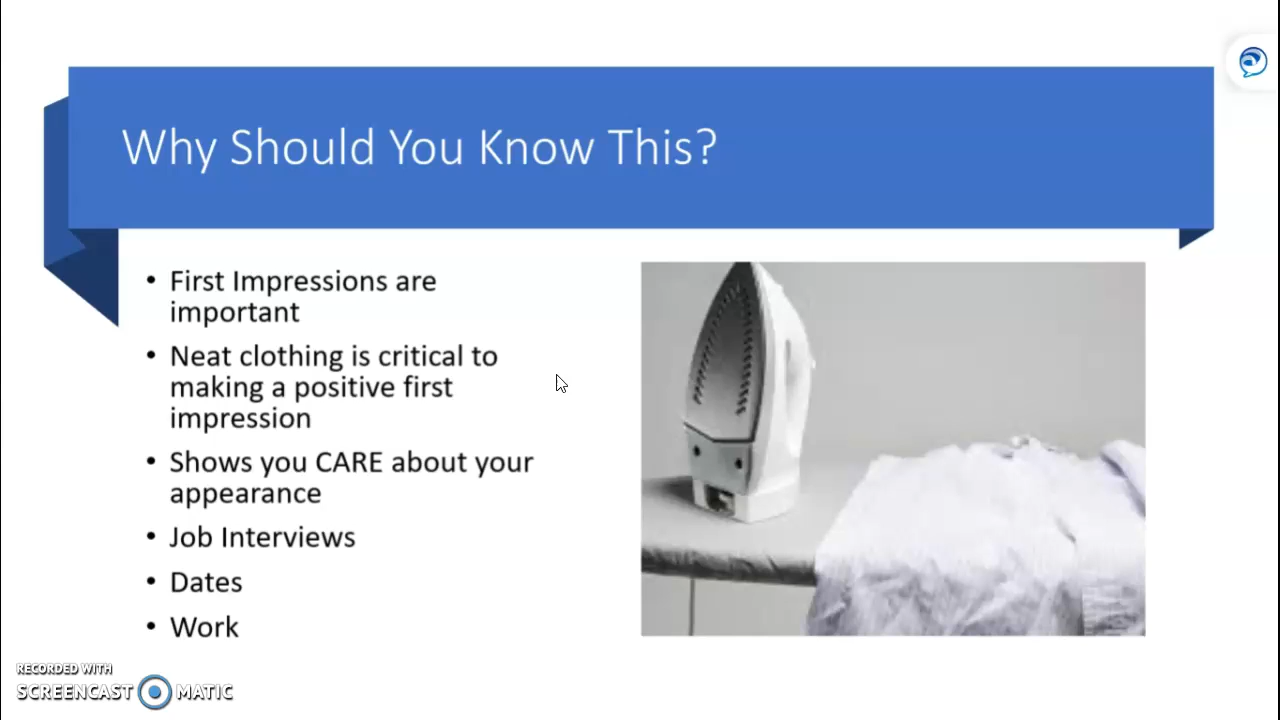 Why Should You Know This?
• First Impressions are
important
• Neat clothing is critical to
making a positive first
impression
• Shows you CARE about your
appearance
• Job Interviews
• Dates
• Work
RECORDED WITH
SCREENCAST MATIC